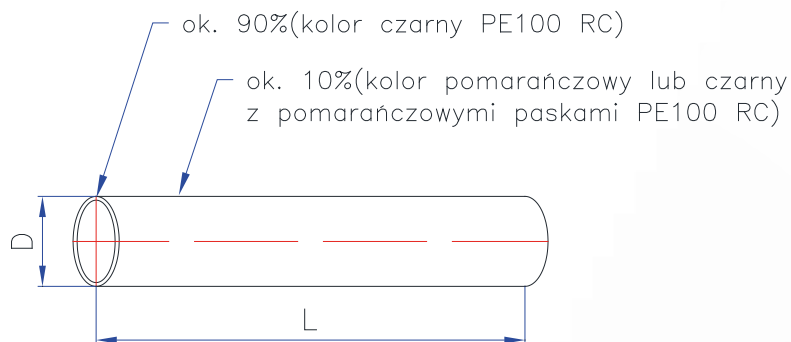 ok. 90%(kolor czarny PE100 RC)
ok. 10%(kolor pomarańczowy lub czarny
z pomarańczowymi paskami PE100 RC)
D
L